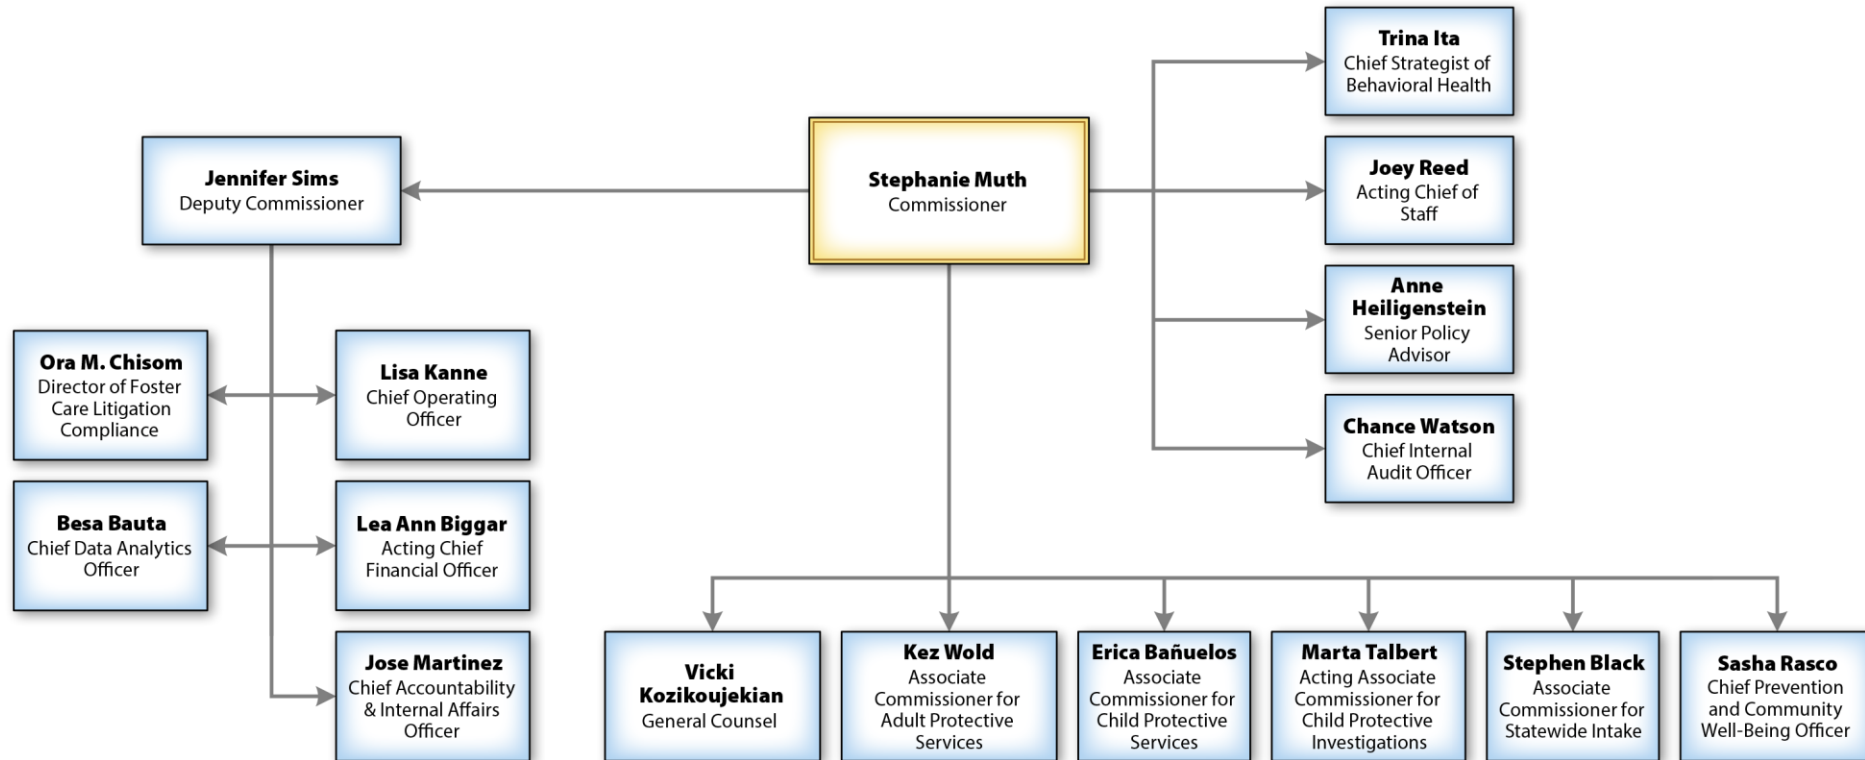 Trina Ita
Chief Strategist of
Behavioral Health
Jennifer Sims
Deputy Commissioner
Stephanie Muth
Commissioner
Joey Reed
Acting Chief of
Staff
Anne
Heiligenstein
Senior Policy
Advisor
Chance Watson
Chief Internal
Audit Officer
Ora M. Chisom
Director of Foster
Care Litigation
Compliance
Lisa Kanne
Chief Operating
Officer
Besa Bauta
Chief Data Analytics
Officer
Lea Ann Biggar
Acting Chief
Financial Officer
Jose Martinez
Chief Accountability
& Internal Affairs
Officer
Vicki
Kozikoujekian
General Counsel
Kez Wold
Associate
Commissioner for
Adult Protective
Services
Erica Bañuelos
Associate
Commissioner for
Child Protective
Services
Marta Talbert
Acting Associate
Commissioner for
Child Protective
Investigations
Stephen Black
Associate
Commissioner for
Statewide Intake
Sasha Rasco
Chief Prevention
and Community
Well-Being Officer